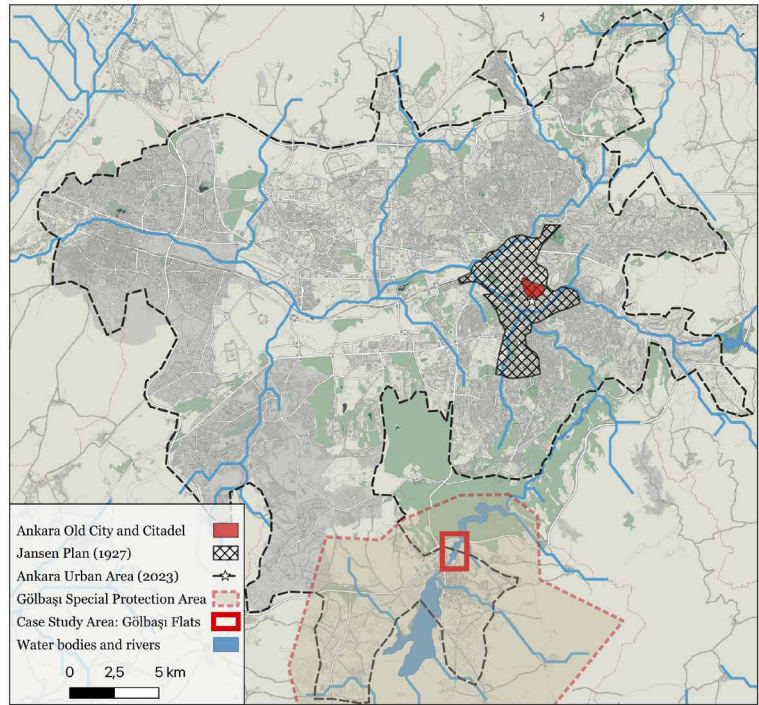 Ankara Old City and Citadel
Jansen Plan (1927)
Ankara Urban Area (2023)
Gölbaşı Special Protection Area
Case Study Area: Gölbaşı Flats
Water bodies and rivers
0 2,5 5 km